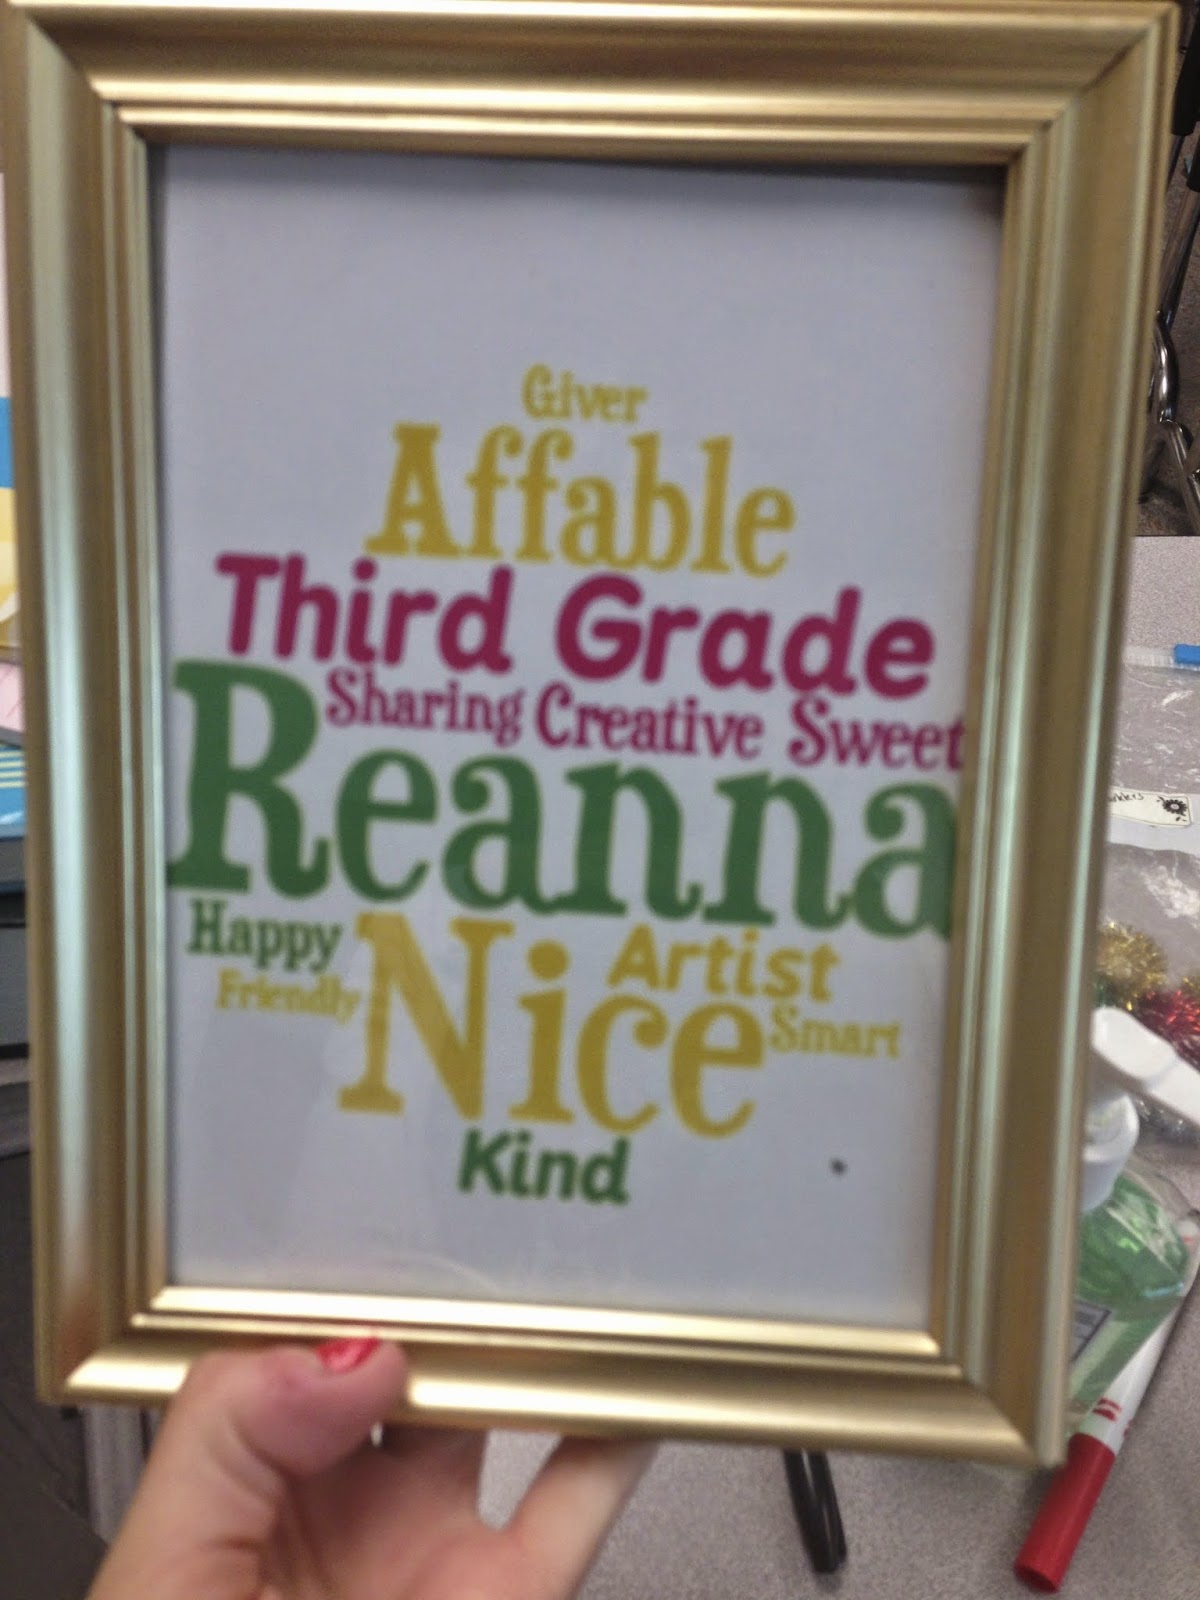 Giver
Affable
Third Grade
Sharing Creative Sweet
Reanna
Happy
Friendly
Nice
Artist
Smart
Kind